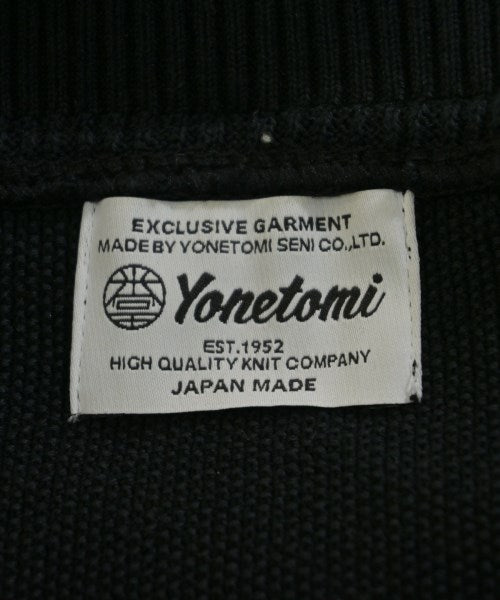 EXCLUSIVE GARMENT
MADE BY YONETOMI SENI CO.,LTD.
Yonetomi
EST.1952
HIGH QUALITY KNIT COMPANY
JAPAN MADE